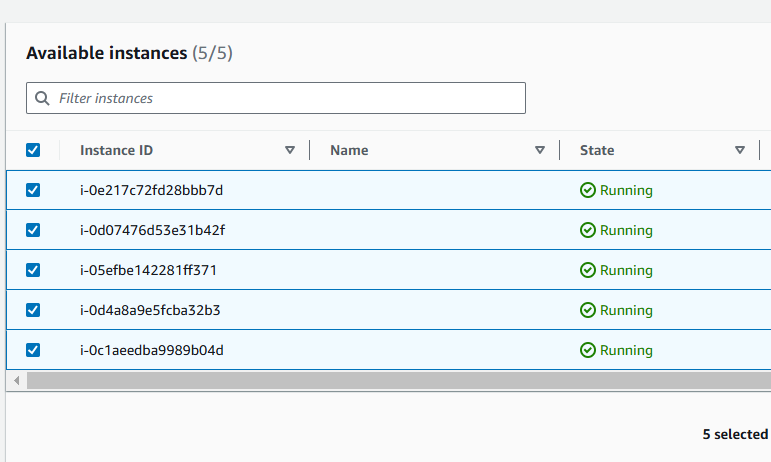 Available instances (5/5)
Filter instances
Instance ID Name State
i-0e217c72fd28bbb7d Running
i-0d07476d53e31b42f Running
i-05efbe142281ff371 Running
i-0d4a8a9e5fcba32b3 Running
i-0c1aeedba9989b04d Running
5 selected